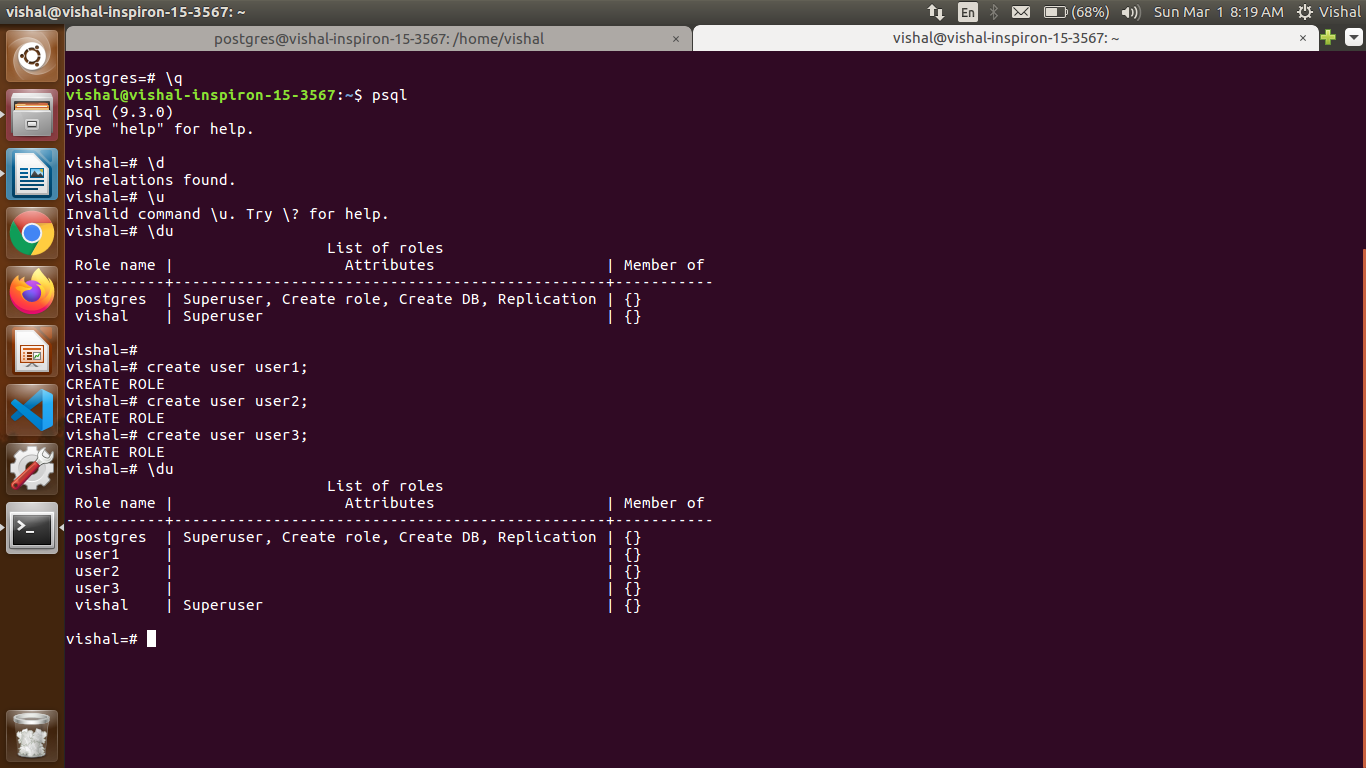 vishal@vishal-inspiron-15-3567: ~
En (68%) Sun Mar 1 8:19 AM Vishal
postgres@vishal-inspiron-15-3567: /home/vishal ×
vishal@vishal-inspiron-15-3567: ~ ×
postgres=# \q
vishal@vishal-inspiron-15-3567:~$ psql
psql (9.3.0)
Type "help" for help.
vishal=# \d
No relations found.
vishal=# \u
Invalid command \u. Try \? for help.
vishal=# \du
List of roles
Role name | Attributes | Member of
-----------+------------------------------------------------+-----------
postgres | Superuser, Create role, Create DB, Replication | {}
vishal | Superuser | {}
vishal=#
vishal=# create user user1;
CREATE ROLE
vishal=# create user user2;
CREATE ROLE
vishal=# create user user3;
CREATE ROLE
vishal=# \du
List of roles
Role name | Attributes | Member of
-----------+------------------------------------------------+-----------
postgres | Superuser, Create role, Create DB, Replication | {}
user1 | | {}
user2 | | {}
user3 | | {}
vishal | Superuser | {}
vishal=#